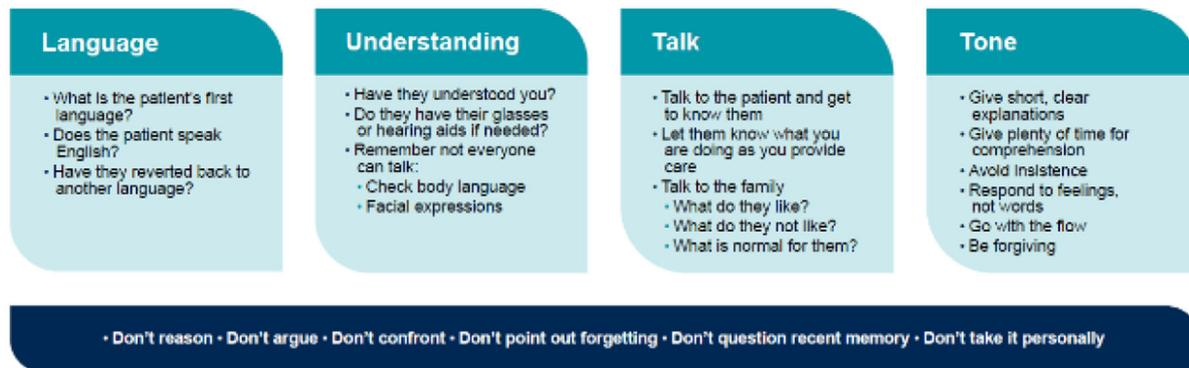 Language
• What is the patient's first
language?
• Does the patient speak
English?
• Have they reverted back to
another language?
Understanding
• Have they understood you?
• Do they have their glasses
or hearing aids if needed?
• Remember not everyone
can talk:
• Check body language
• Facial expressions
Talk
• Talk to the patient and get
to know them
• Let them know what you
are doing as you provide
care
• Talk to the family
• What do they like?
• What do they not like?
• What is normal for them?
Tone
• Give short, clear
explanations
• Give plenty of time for
comprehension
• Avoid insistence
• Respond to feelings,
not words
• Go with the flow
• Be forgiving
• Don't reason • Don't argue • Don't confront • Don't point out forgetting • Don't question recent memory • Don't take it personally